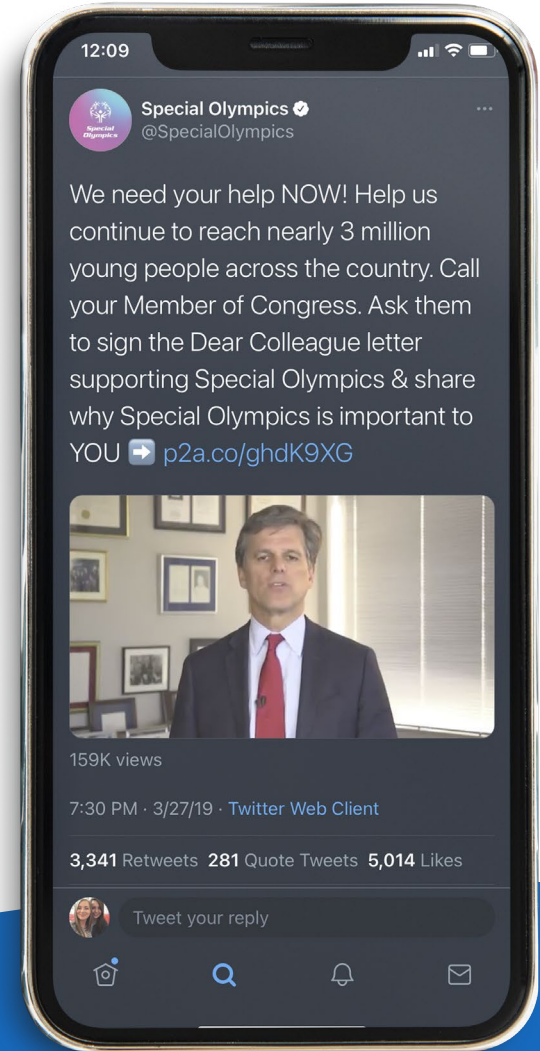 12:09
Special Olympics
@SpecialOlympics
Special
Olympics
We need your help NOW! Help us
continue to reach nearly 3 million
young people across the country. Call
your Member of Congress. Ask them
to sign the Dear Colleague letter
supporting Special Olympics & share
why Special Olympics is important to
YOU ➡️ p2a.co/ghdK9XG
159K views
7:30 PM · 3/27/19 · Twitter Web Client
3,341 Retweets 281 Quote Tweets 5,014 Likes
Tweet your reply